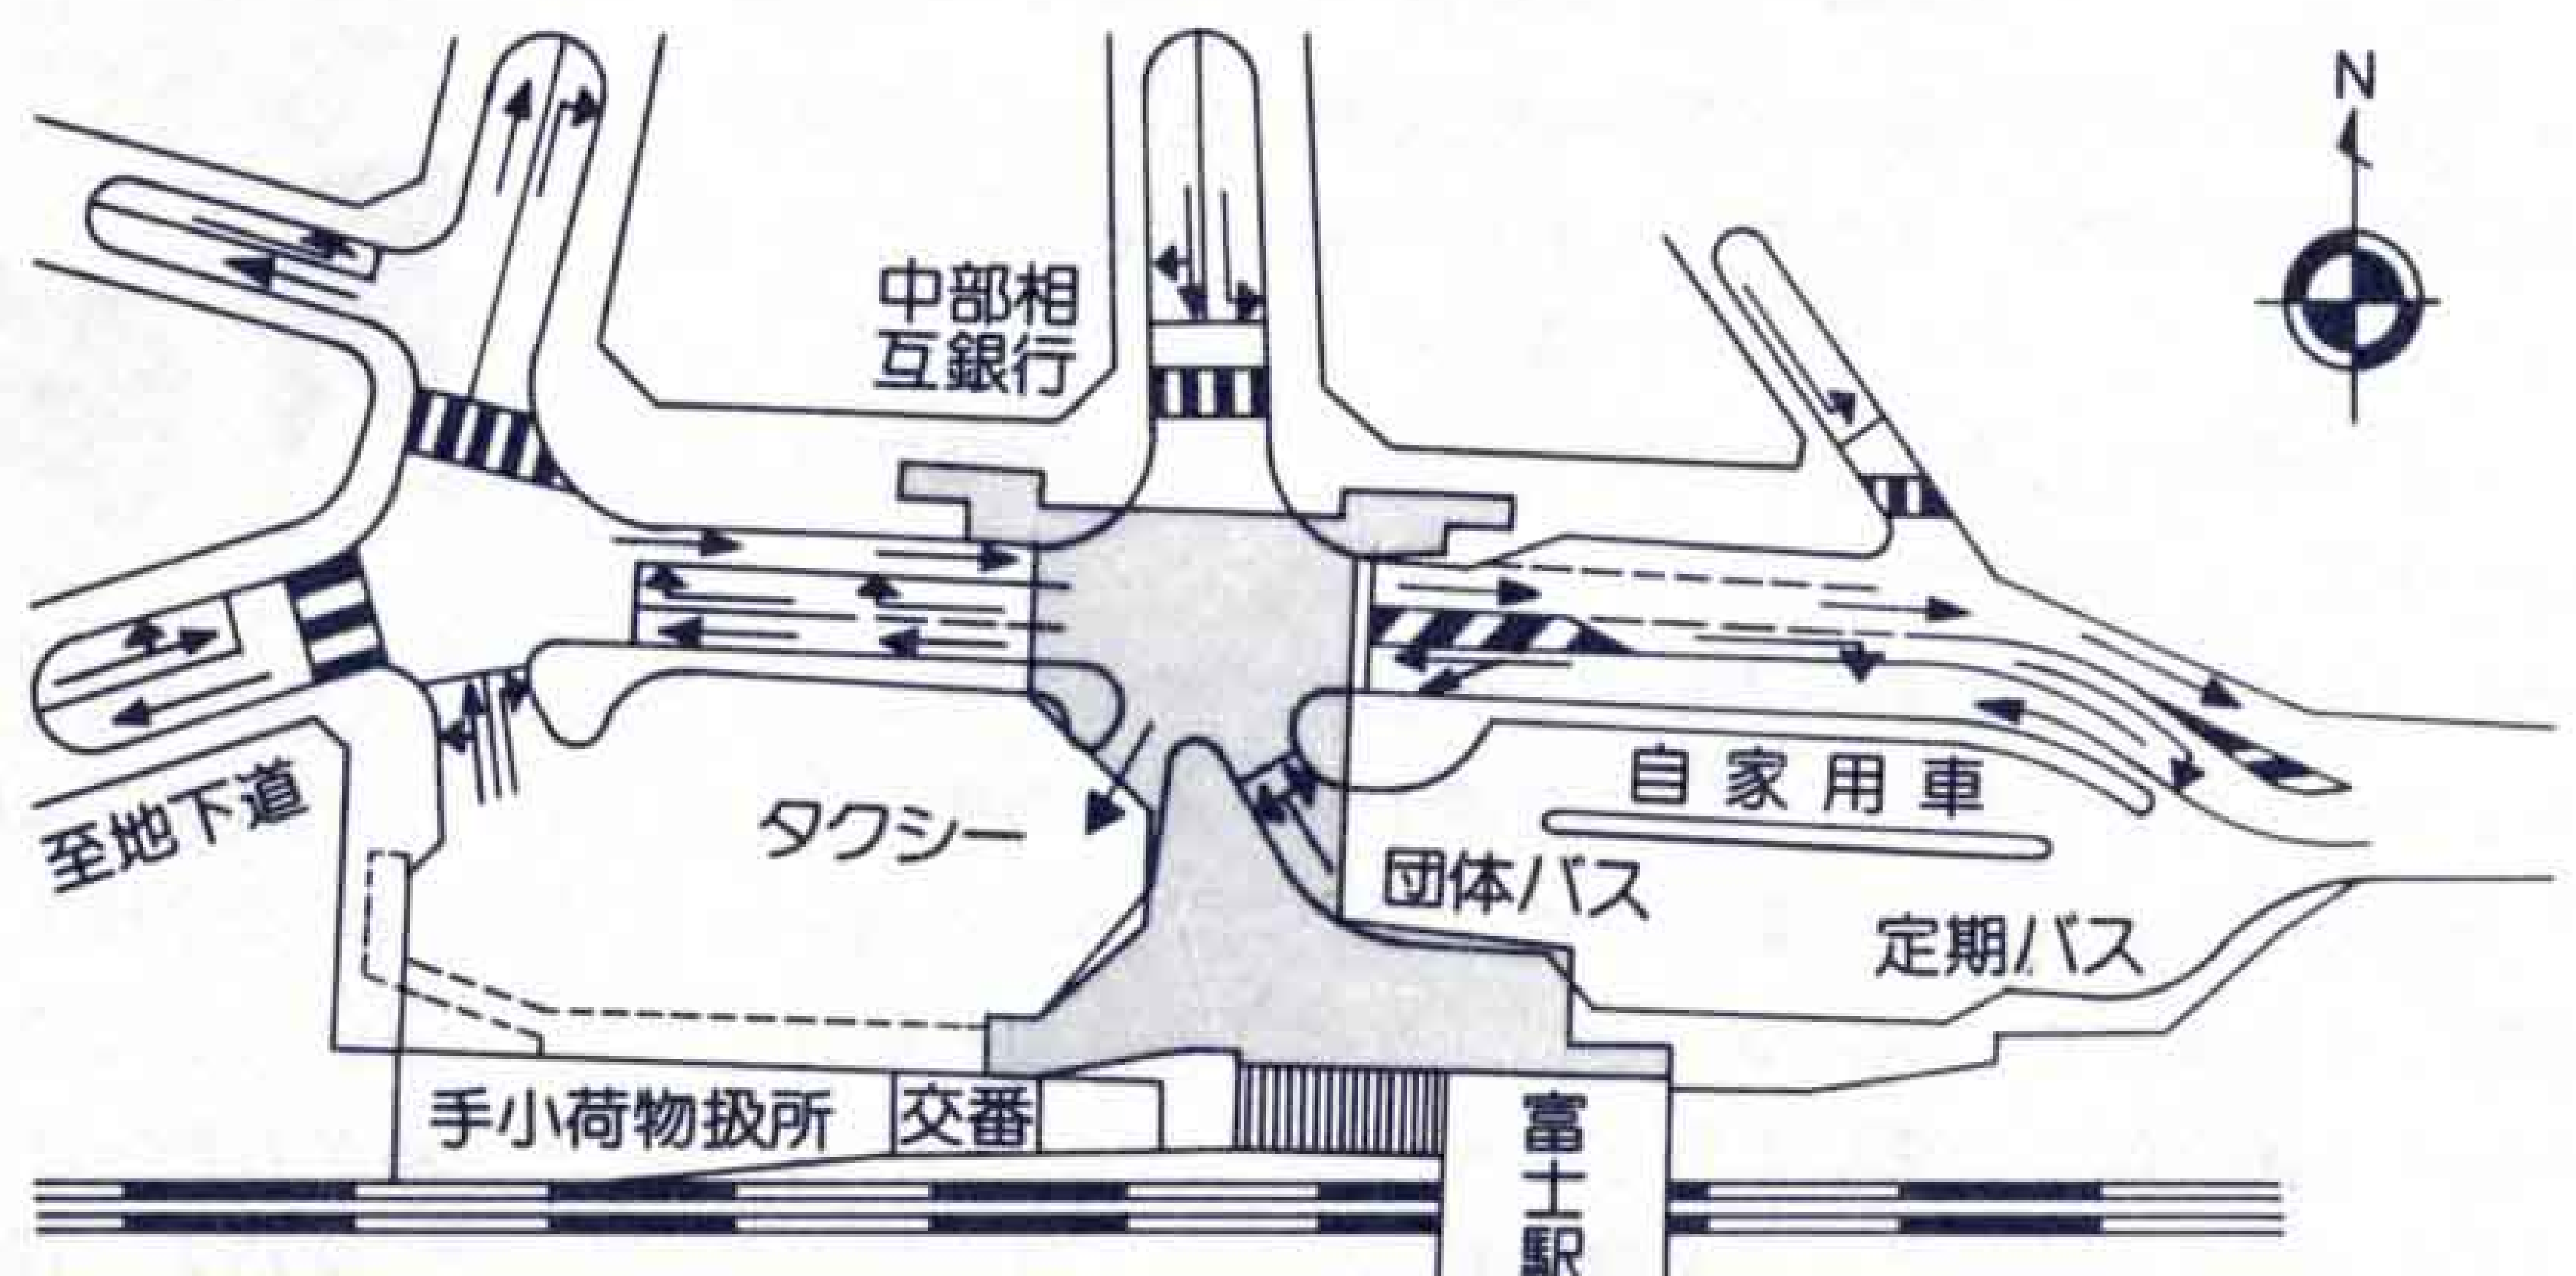 N
中部相
互銀行
自家用車
至地下道
タクシー
団体バス
定期バス
手小荷物扱所
交番
富士駅